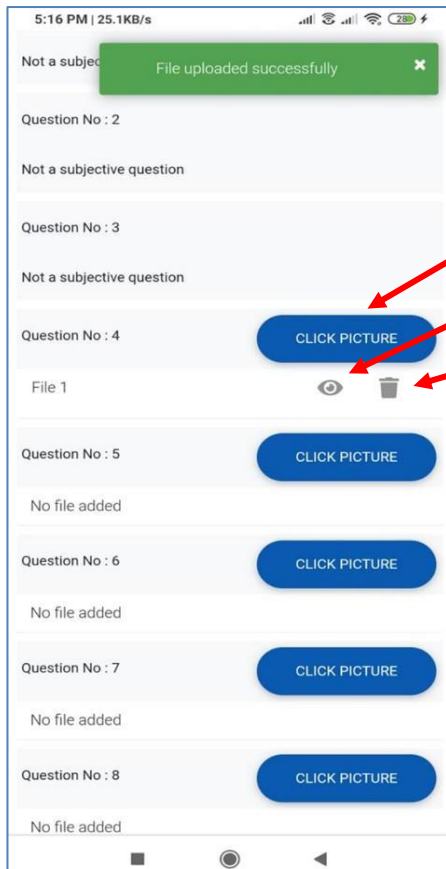 5:16 PM | 25.1KB/s 28
Not a subjec
File uploaded successfully
Question No : 2
Not a subjective question
Question No : 3
Not a subjective question
Question No : 4 CLICK PICTURE
File 1
Question No : 5 CLICK PICTURE
No file added
Question No : 6 CLICK PICTURE
No file added
Question No : 7 CLICK PICTURE
No file added
Question No : 8 CLICK PICTURE
No file added